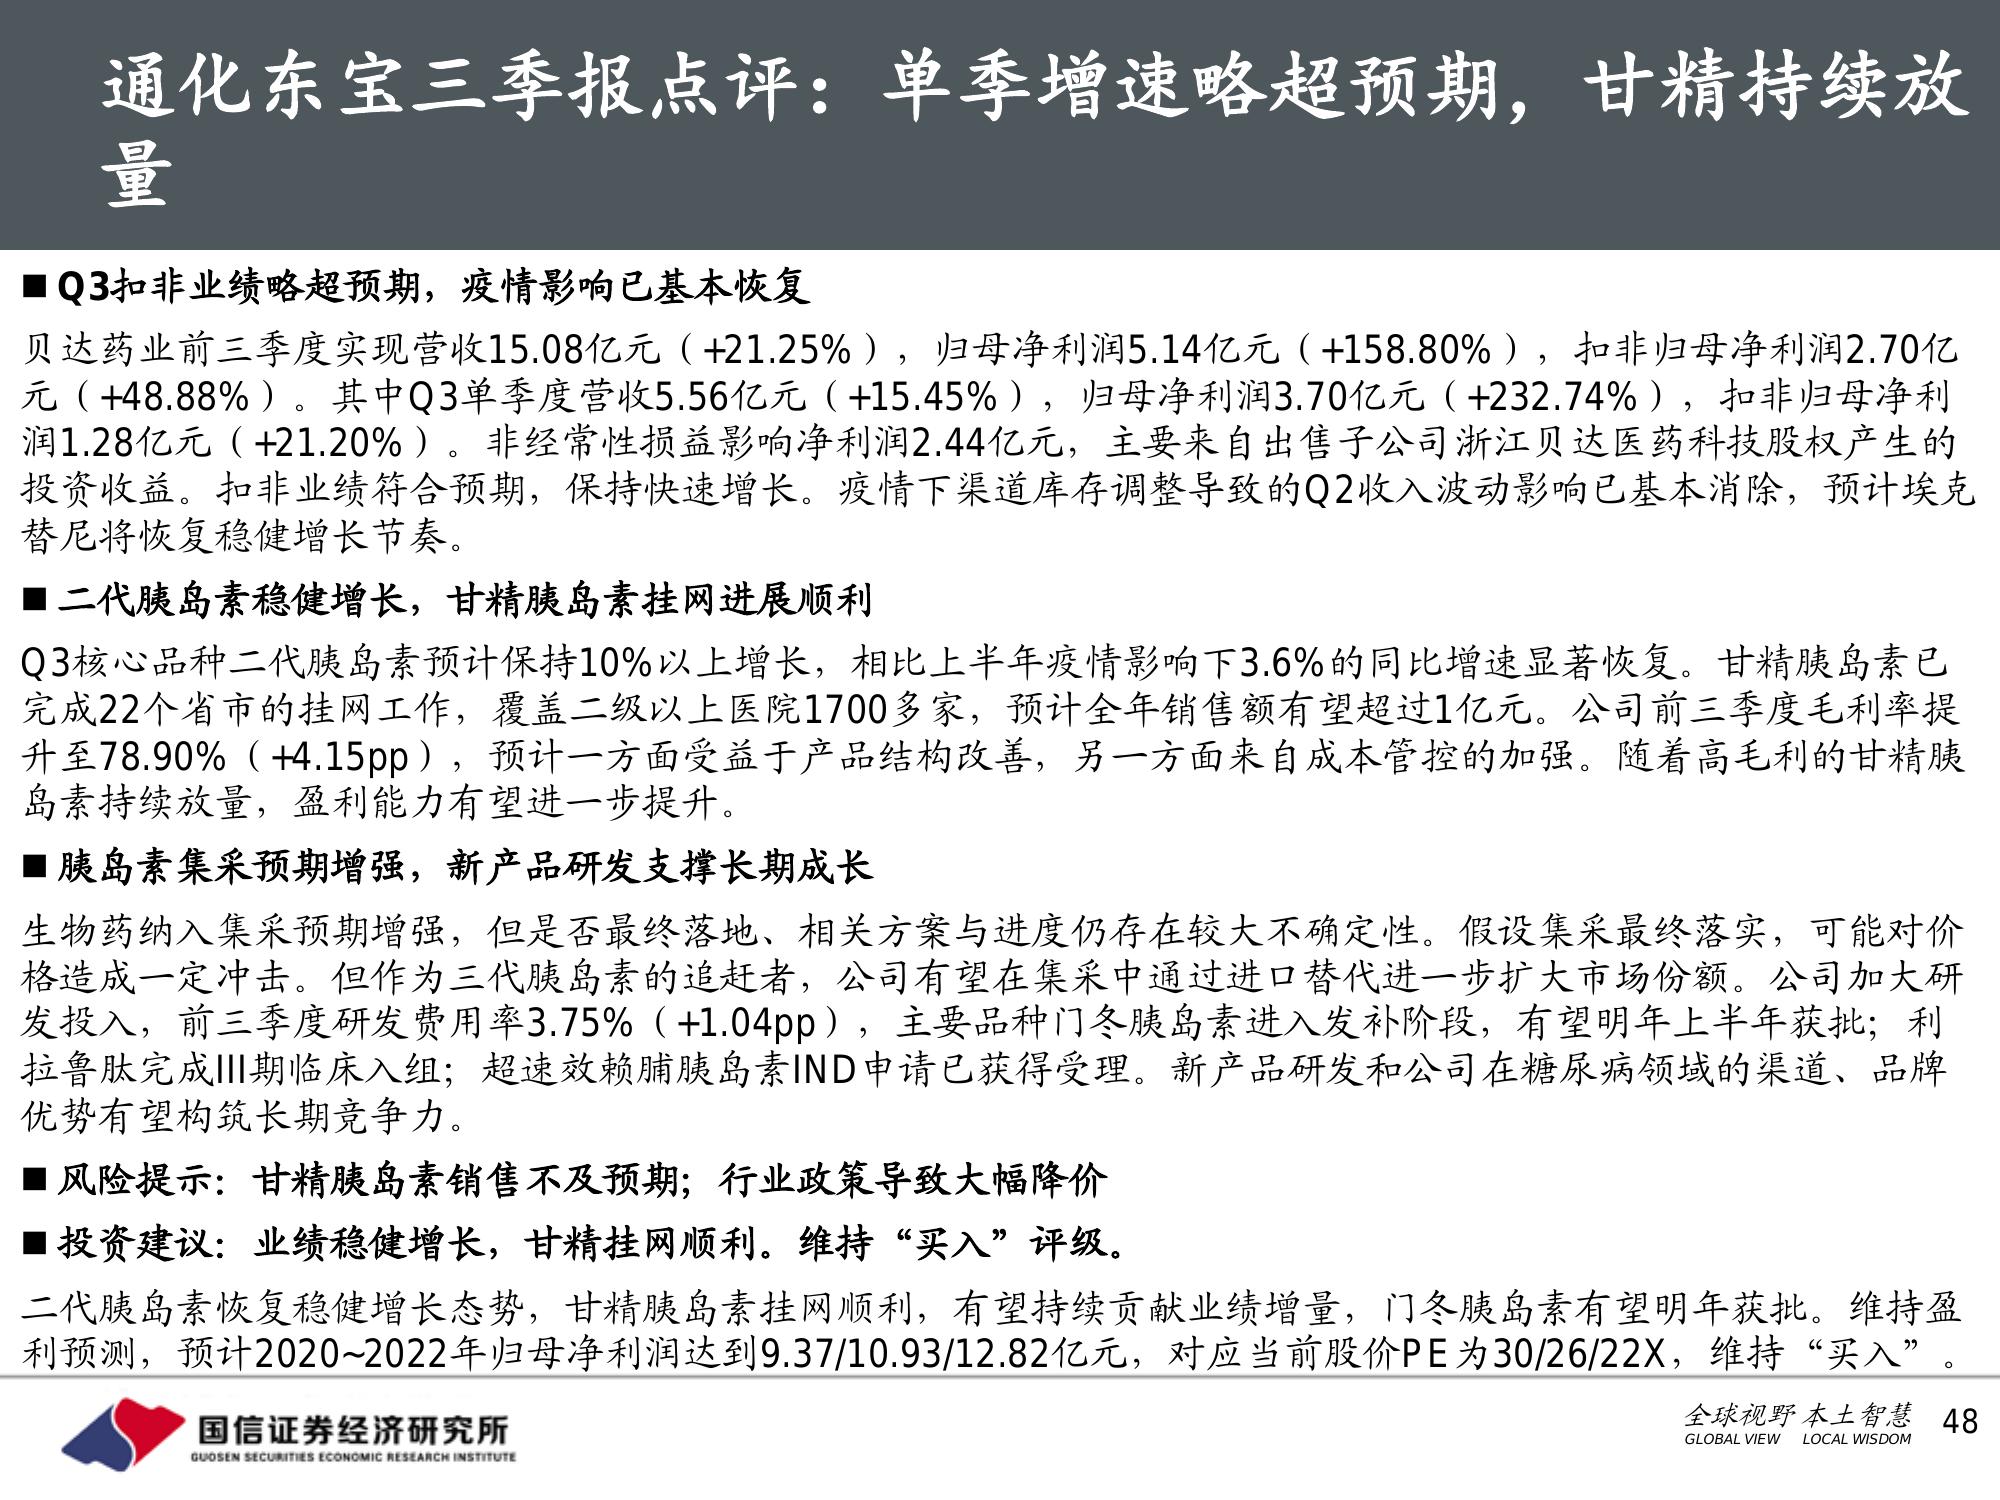 通化东宝三季报点评：单季增速略超预期，甘精持续放
量
■ Q3扣非业绩略超预期，疫情影响已基本恢复
贝达药业前三季度实现营收15.08亿元（+21.25%），归母净利润5.14亿元（+158.80%），扣非归母净利润2.70亿
元（+48.88%）。其中Q3单季度营收5.56亿元（+15.45%），归母净利润3.70亿元（+232.74%），扣非归母净利
润1.28亿元（+21.20%）。非经常性损益影响净利润2.44亿元，主要来自出售子公司浙江贝达医药科技股权产生的
投资收益。扣非业绩符合预期，保持快速增长。疫情下渠道库存调整导致的Q2收入波动影响已基本消除，预计埃克
替尼将恢复稳健增长节奏。
■ 二代胰岛素稳健增长，甘精胰岛素挂网进展顺利
Q3核心品种二代胰岛素预计保持10%以上增长，相比上半年疫情影响下3.6%的同比增速显著恢复。甘精胰岛素已
完成22个省市的挂网工作，覆盖二级以上医院1700多家，预计全年销售额有望超过1亿元。公司前三季度毛利率提
升至78.90%（+4.15pp），预计一方面受益于产品结构改善，另一方面来自成本管控的加强。随着高毛利的甘精胰
岛素持续放量，盈利能力有望进一步提升。
■ 胰岛素集采预期增强，新产品研发支撑长期成长
生物药纳入集采预期增强，但是否最终落地、相关方案与进度仍存在较大不确定性。假设集采最终落实，可能对价
格造成一定冲击。但作为三代胰岛素的追赶者，公司有望在集采中通过进口替代进一步扩大市场份额。公司加大研
发投入，前三季度研发费用率3.75%（+1.04pp），主要品种门冬胰岛素进入发补阶段，有望明年上半年获批；利
拉鲁肽完成III期临床入组；超速效赖脯胰岛素IND申请已获得受理。新产品研发和公司在糖尿病领域的渠道、品牌
优势有望构筑长期竞争力。
■ 风险提示：甘精胰岛素销售不及预期；行业政策导致大幅降价
■ 投资建议：业绩稳健增长，甘精挂网顺利。维持“买入”评级。
二代胰岛素恢复稳健增长态势，甘精胰岛素挂网顺利，有望持续贡献业绩增量，门冬胰岛素有望明年获批。维持盈
利预测，预计2020~2022年归母净利润达到9.37/10.93/12.82亿元，对应当前股价PE为30/26/22X，维持“买入”。
国信证券经济研究所
GUOSEN SECURITIES ECONOMIC RESEARCH INSTITUTE
全球视野 本土智慧
GLOBAL VIEW LOCAL WISDOM
48